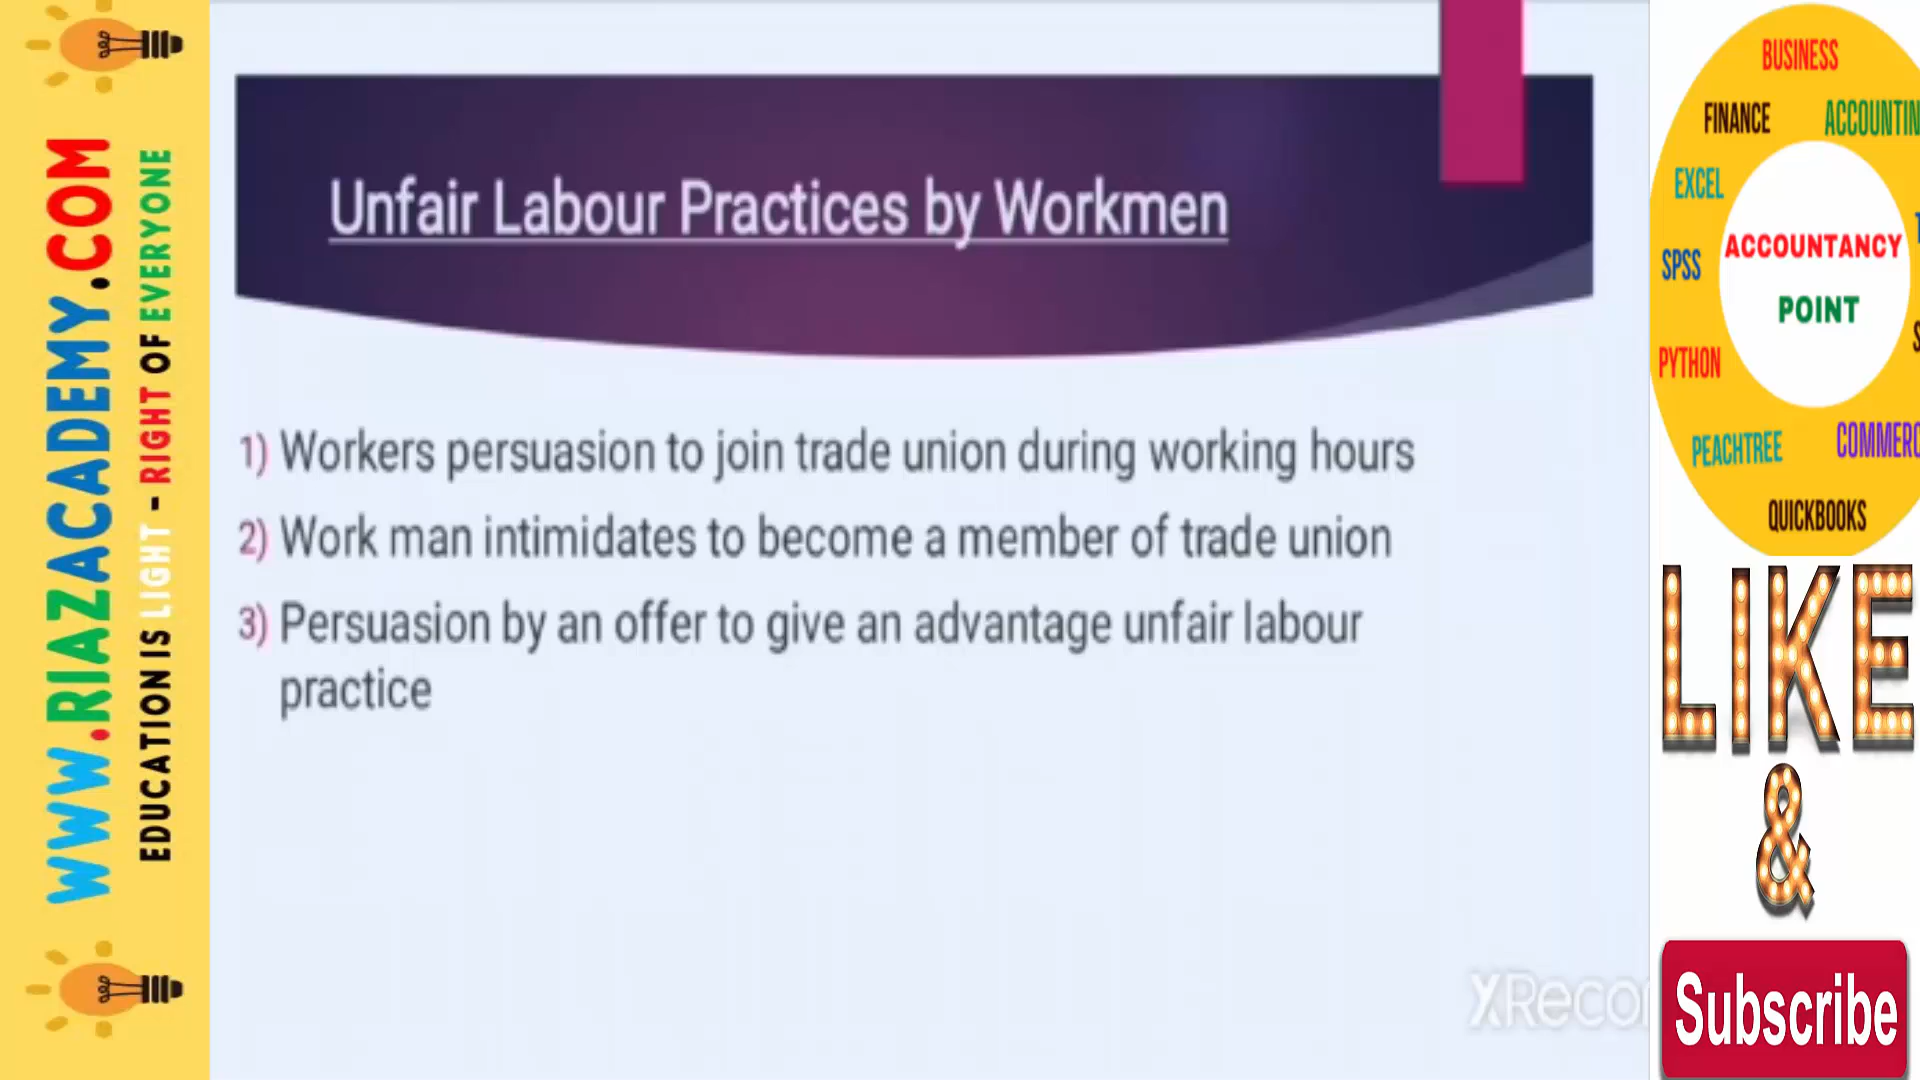 WWW.RIAZACADEMY.COM
EDUCATION IS LIGHT - RIGHT OF EVERYONE
Unfair Labour Practices by Workmen
1) Workers persuasion to join trade union during working hours
2) Work man intimidates to become a member of trade union
3) Persuasion by an offer to give an advantage unfair labour
practice
BUSINESS
FINANCE
EXCEL
SPSS
ACCOUNTANCY
POINT
PYTHON
PEACHTREE
QUICKBOOKS
LIKE
&
Subscribe